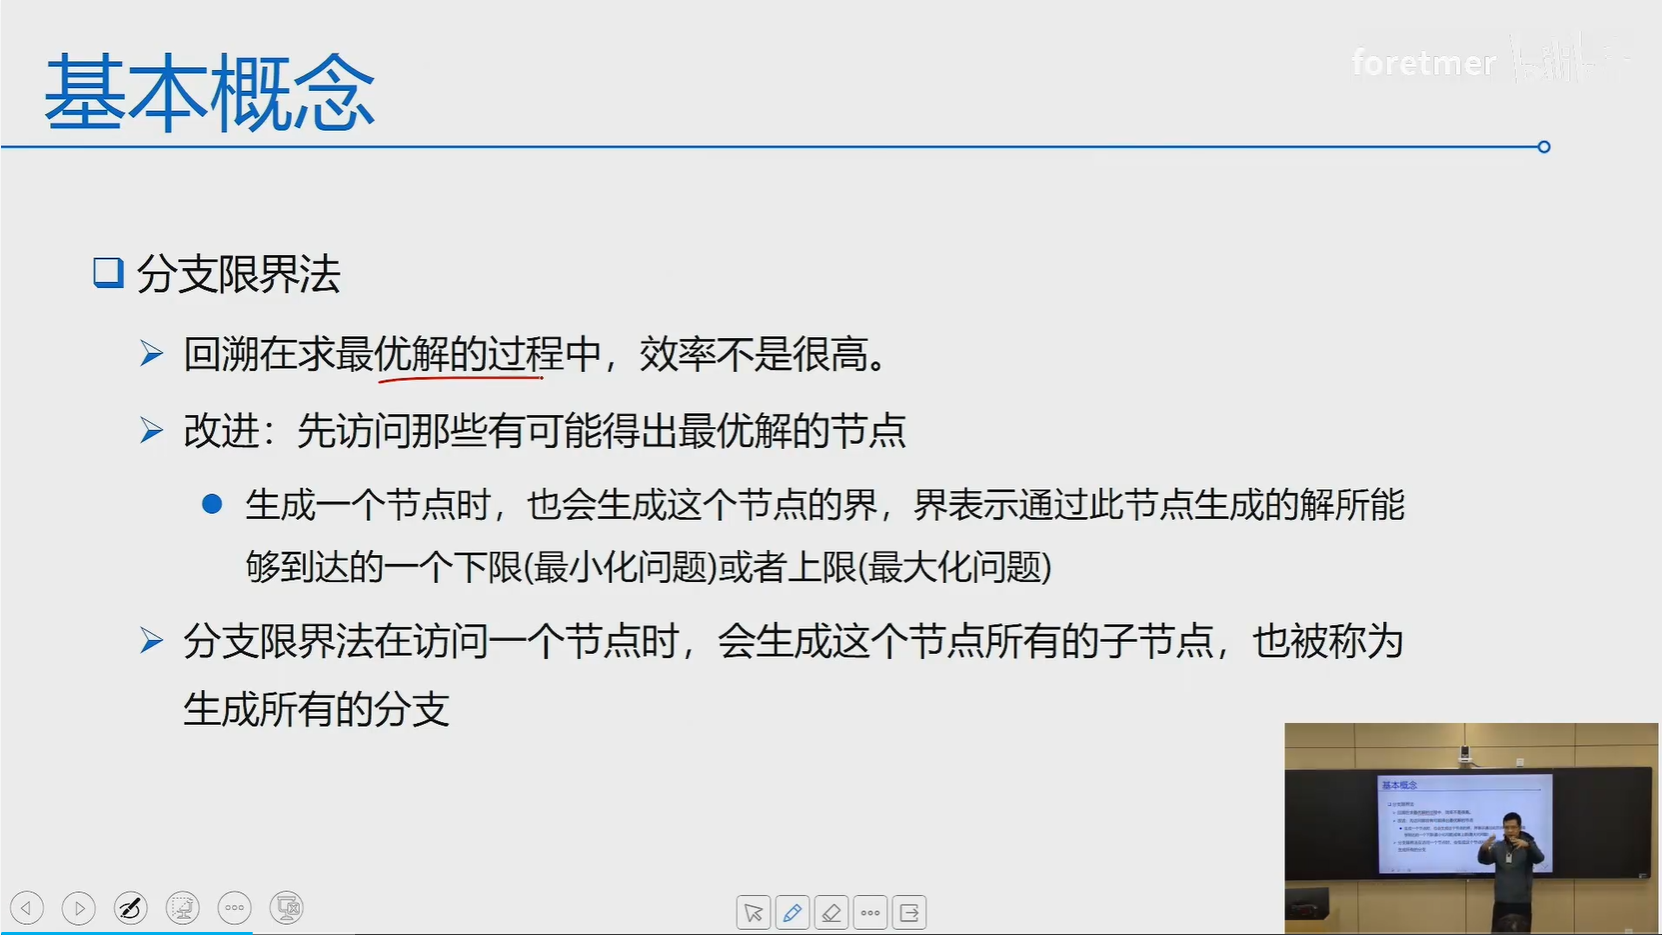 基本概念
foretmer
分支限界法
回溯在求最优解的过程中，效率不是很高。
改进：先访问那些有可能得出最优解的节点
生成一个节点时，也会生成这个节点的界，界表示通过此节点生成的解所能
够到达的一个下限(最小化问题)或者上限(最大化问题)
分支限界法在访问一个节点时，会生成这个节点所有的子节点，也被称为
生成所有的分支
基本概念